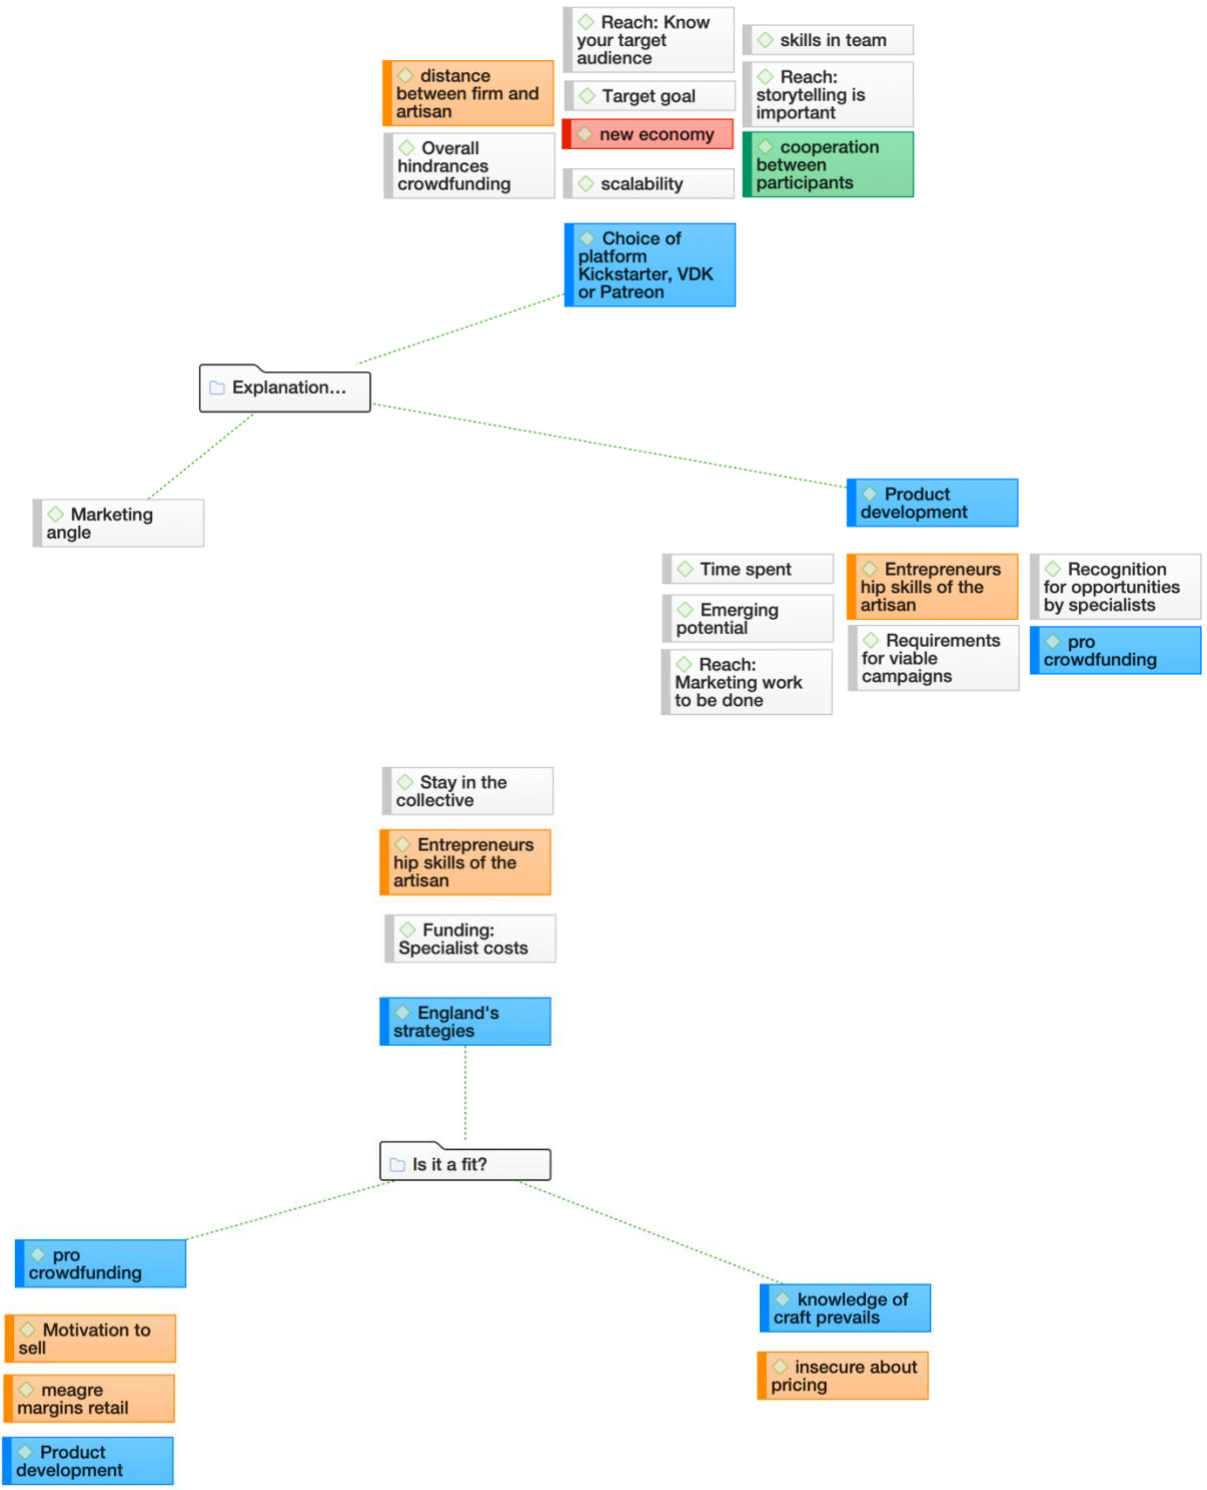 Reach: Know
your target
audience
skills in team
distance
between firm and
artisan
Target goal
Reach:
storytelling is
important
new economy
Overall
hindrances
crowdfunding
scalability
cooperation
between
participants
Choice of
platform
Kickstarter, VDK
or Patreon
Explanation...
Marketing
angle
Product
development
Time spent
Entrepreneurs
hip skills of the
artisan
Recognition
for opportunities
by specialists
Emerging
potential
Requirements
for viable
campaigns
pro
crowdfunding
Reach:
Marketing work
to be done
Stay in the
collective
Entrepreneurs
hip skills of the
artisan
Funding:
Specialist costs
England's
strategies
Is it a fit?
pro
crowdfunding
Motivation to
sell
meagre
margins retail
Product
development
knowledge of
craft prevails
insecure about
pricing